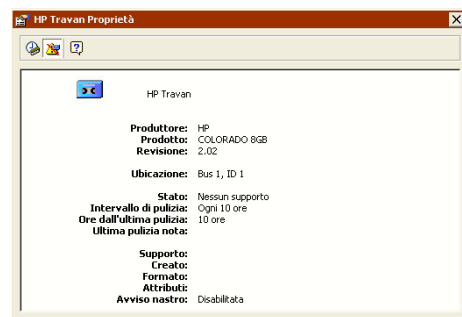 HP Travan Proprietà
HP Travan
Produttore: HP
Prodotto: COLORADO 8GB
Revisione: 2.02
Ubicazione: Bus 1, ID 1
Stato: Nessun supporto
Intervallo di pulizia: Ogni 10 ore
Ore dall'ultima pulizia: 10 ore
Ultima pulizia nota:
Supporto:
Creato:
Formato:
Attributi:
Avviso nastro: Disabilitata